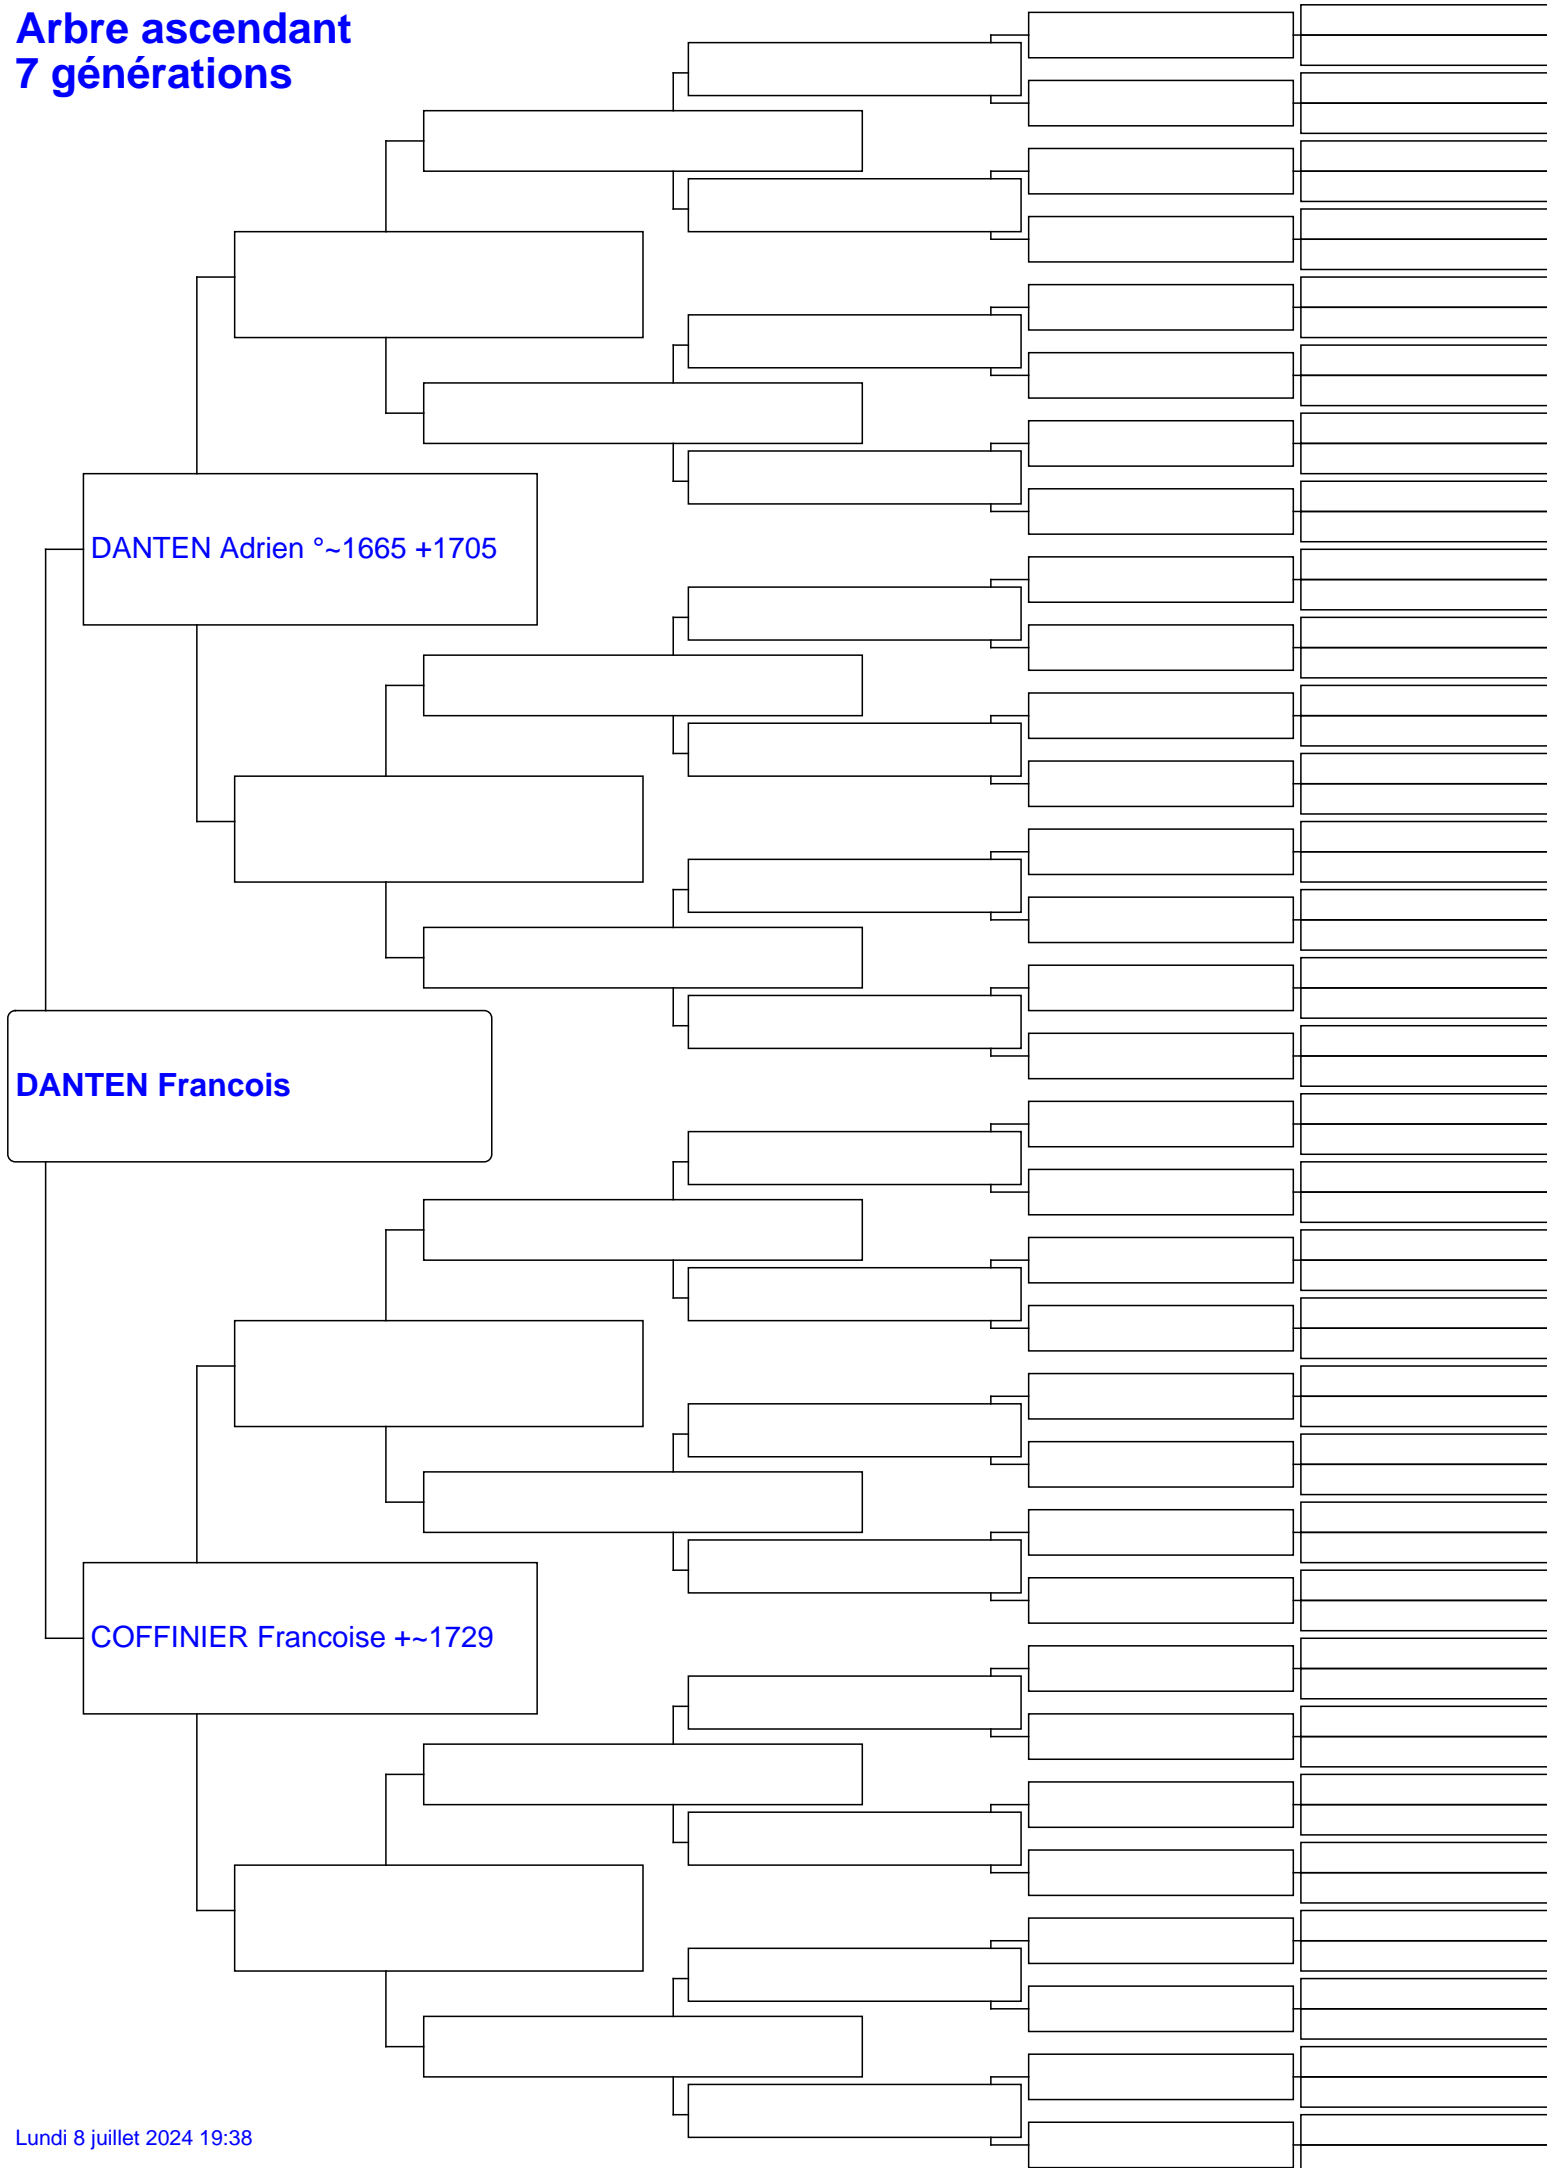 Arbre ascendant
7 générations
DANTEN Adrien °~1665 +1705
DANTEN Francois
COFFINIER Francoise +~1729
Lundi 8 juillet 2024 19:38